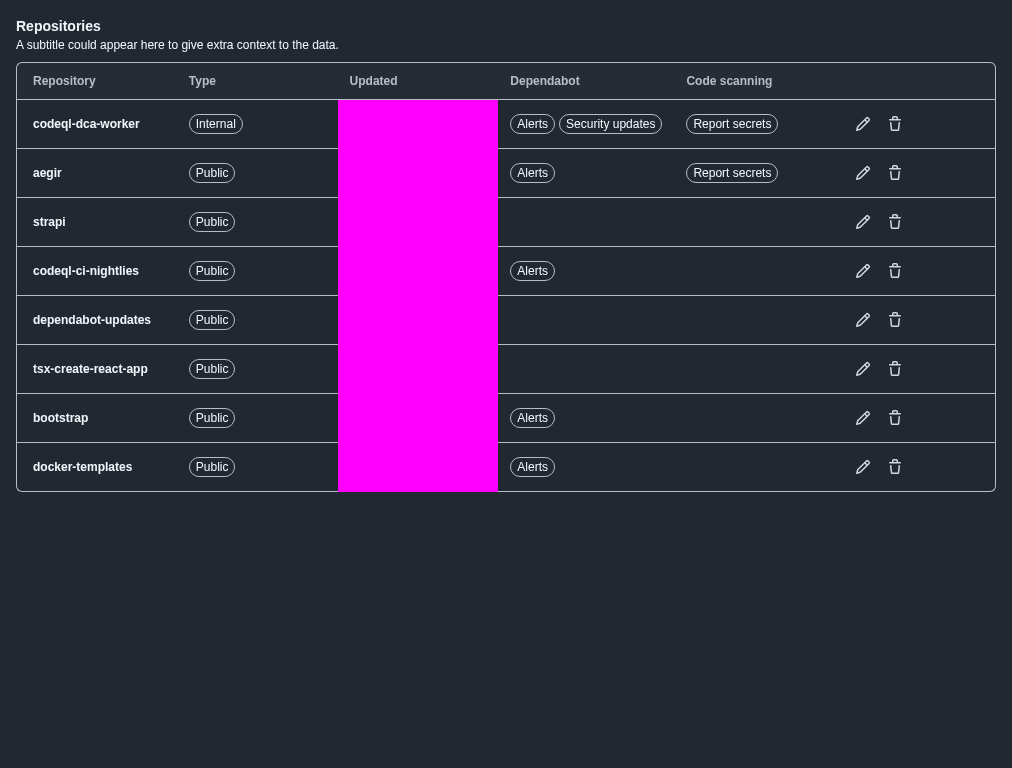 Repositories
A subtitle could appear here to give extra context to the data.
Repository Type Updated Dependabot Code scanning
codeql-dca-worker Internal Alerts Security updates Report secrets
aegir Public Alerts Report secrets
strapi Public
codeql-ci-nightlies Public Alerts
dependabot-updates Public
tsx-create-react-app Public
bootstrap Public Alerts
docker-templates Public Alerts